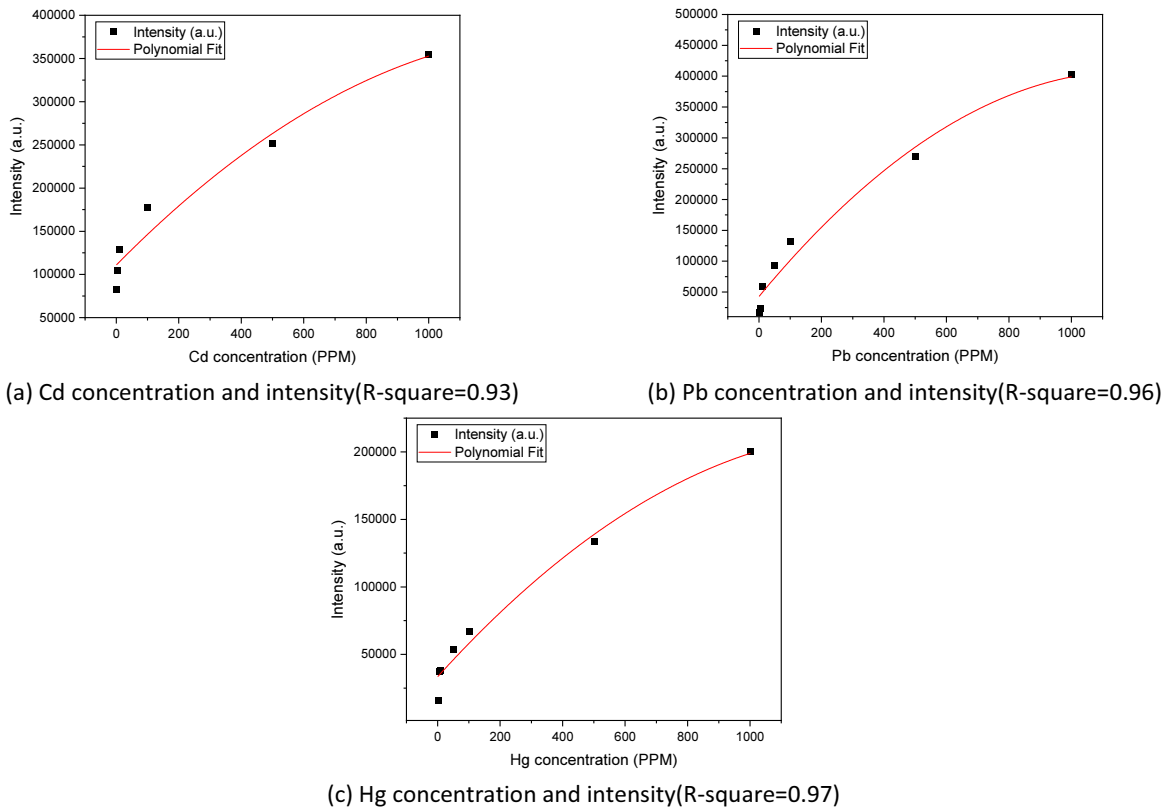 400000
350000
300000
250000
200000
150000
100000
50000
Intensity (a.u.)
Intensity (a.u.)
Polynomial Fit
0
200
400
600
800
1000
Cd concentration (PPM)
(a) Cd concentration and intensity(R-square=0.93)
500000
450000
400000
350000
300000
250000
200000
150000
100000
50000
Intensity (a.u.)
Intensity (a.u.)
Polynomial Fit
0
200
400
600
800
1000
Pb concentration (PPM)
(b) Pb concentration and intensity(R-square=0.96)
200000
150000
100000
50000
Intensity (a.u.)
Intensity (a.u.)
Polynomial Fit
0
200
400
600
800
1000
Hg concentration (PPM)
(c) Hg concentration and intensity(R-square=0.97)